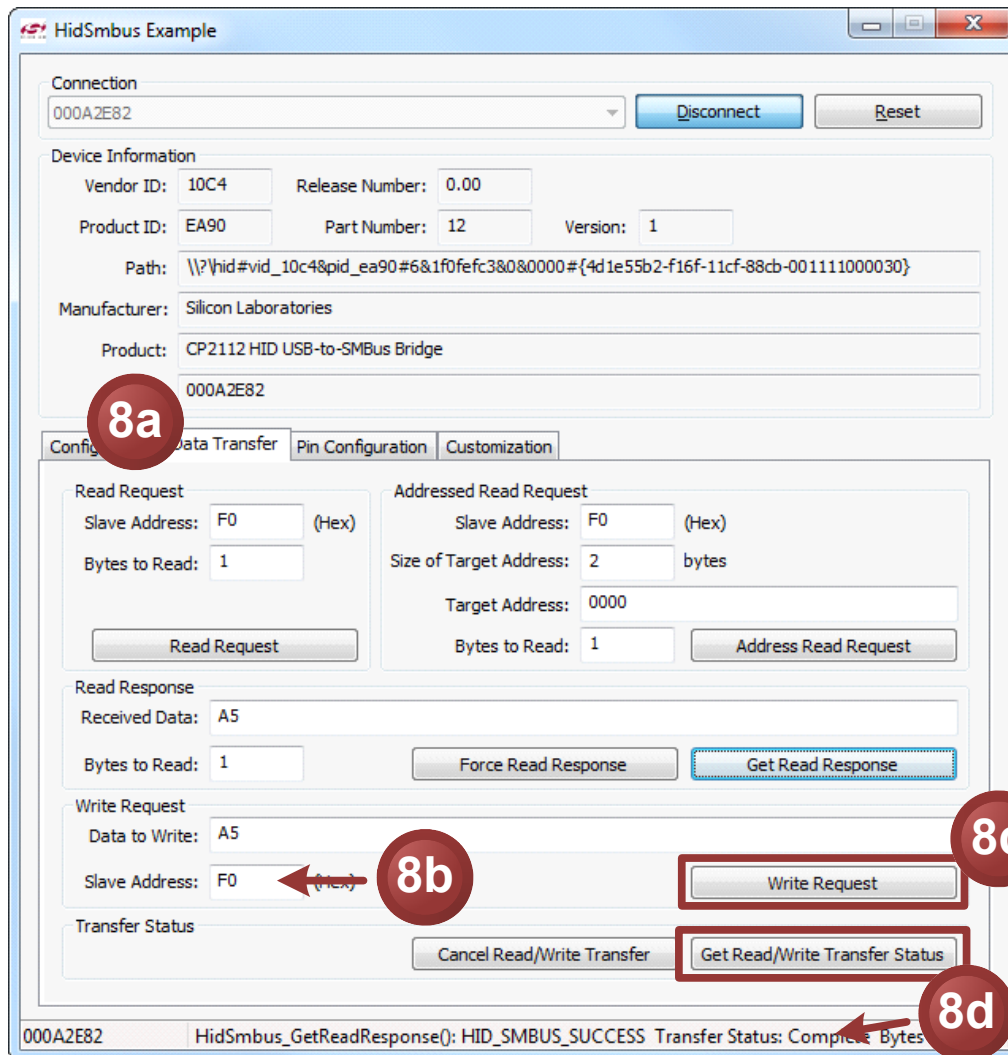 HidSmbus Example
Connection
000A2E82 Disconnect Reset
Device Information
Vendor ID: 10C4 Release Number: 0.00
Product ID: EA90 Part Number: 12 Version: 1
Path: \\?\hid#vid_10c4&pid_ea90#6&1f0fefc3&0&0000#{4d1e55b2-f16f-11cf-88cb-001111000030}
Manufacturer: Silicon Laboratories
Product: CP2112 HID USB-to-SMBus Bridge
000A2E82
8a
Config Data Transfer Pin Configuration Customization
Read Request Addressed Read Request
Slave Address: F0 (Hex) Slave Address: F0 (Hex)
Bytes to Read: 1 Size of Target Address: 2 bytes
Target Address: 0000
Read Request Bytes to Read: 1 Address Read Request
Read Response
Received Data: A5
Bytes to Read: 1 Force Read Response Get Read Response
Write Request
Data to Write: A5
8c
Slave Address: F0 (Hex) 8b Write Request
Transfer Status
Cancel Read/Write Transfer Get Read/Write Transfer Status
8d
000A2E82 HidSmbus_GetReadResponse(): HID_SMBUS_SUCCESS Transfer Status: Complete Bytes